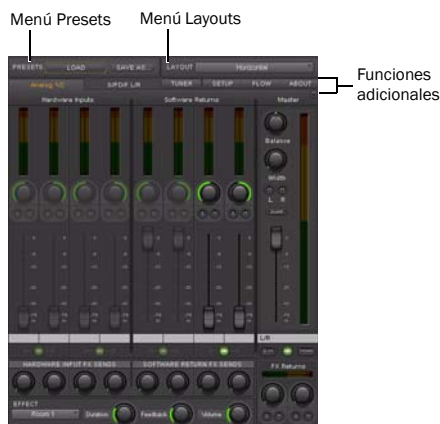 Menú Presets
Menú Layouts
Funciones
adicionales
PRESETS LOAD SAVE AS... LAYOUT Horizontal
Analog 1/2 S/PDIF L/R TUNER SETUP FLOW ABOUT
Hardware Inputs Software Returns Master
Balance
Width
L R
L/R
HARDWARE INPUT FX SENDS SOFTWARE RETURN FX SENDS FX Returns
EFFECT
Room 1 Duration Feedback Volume